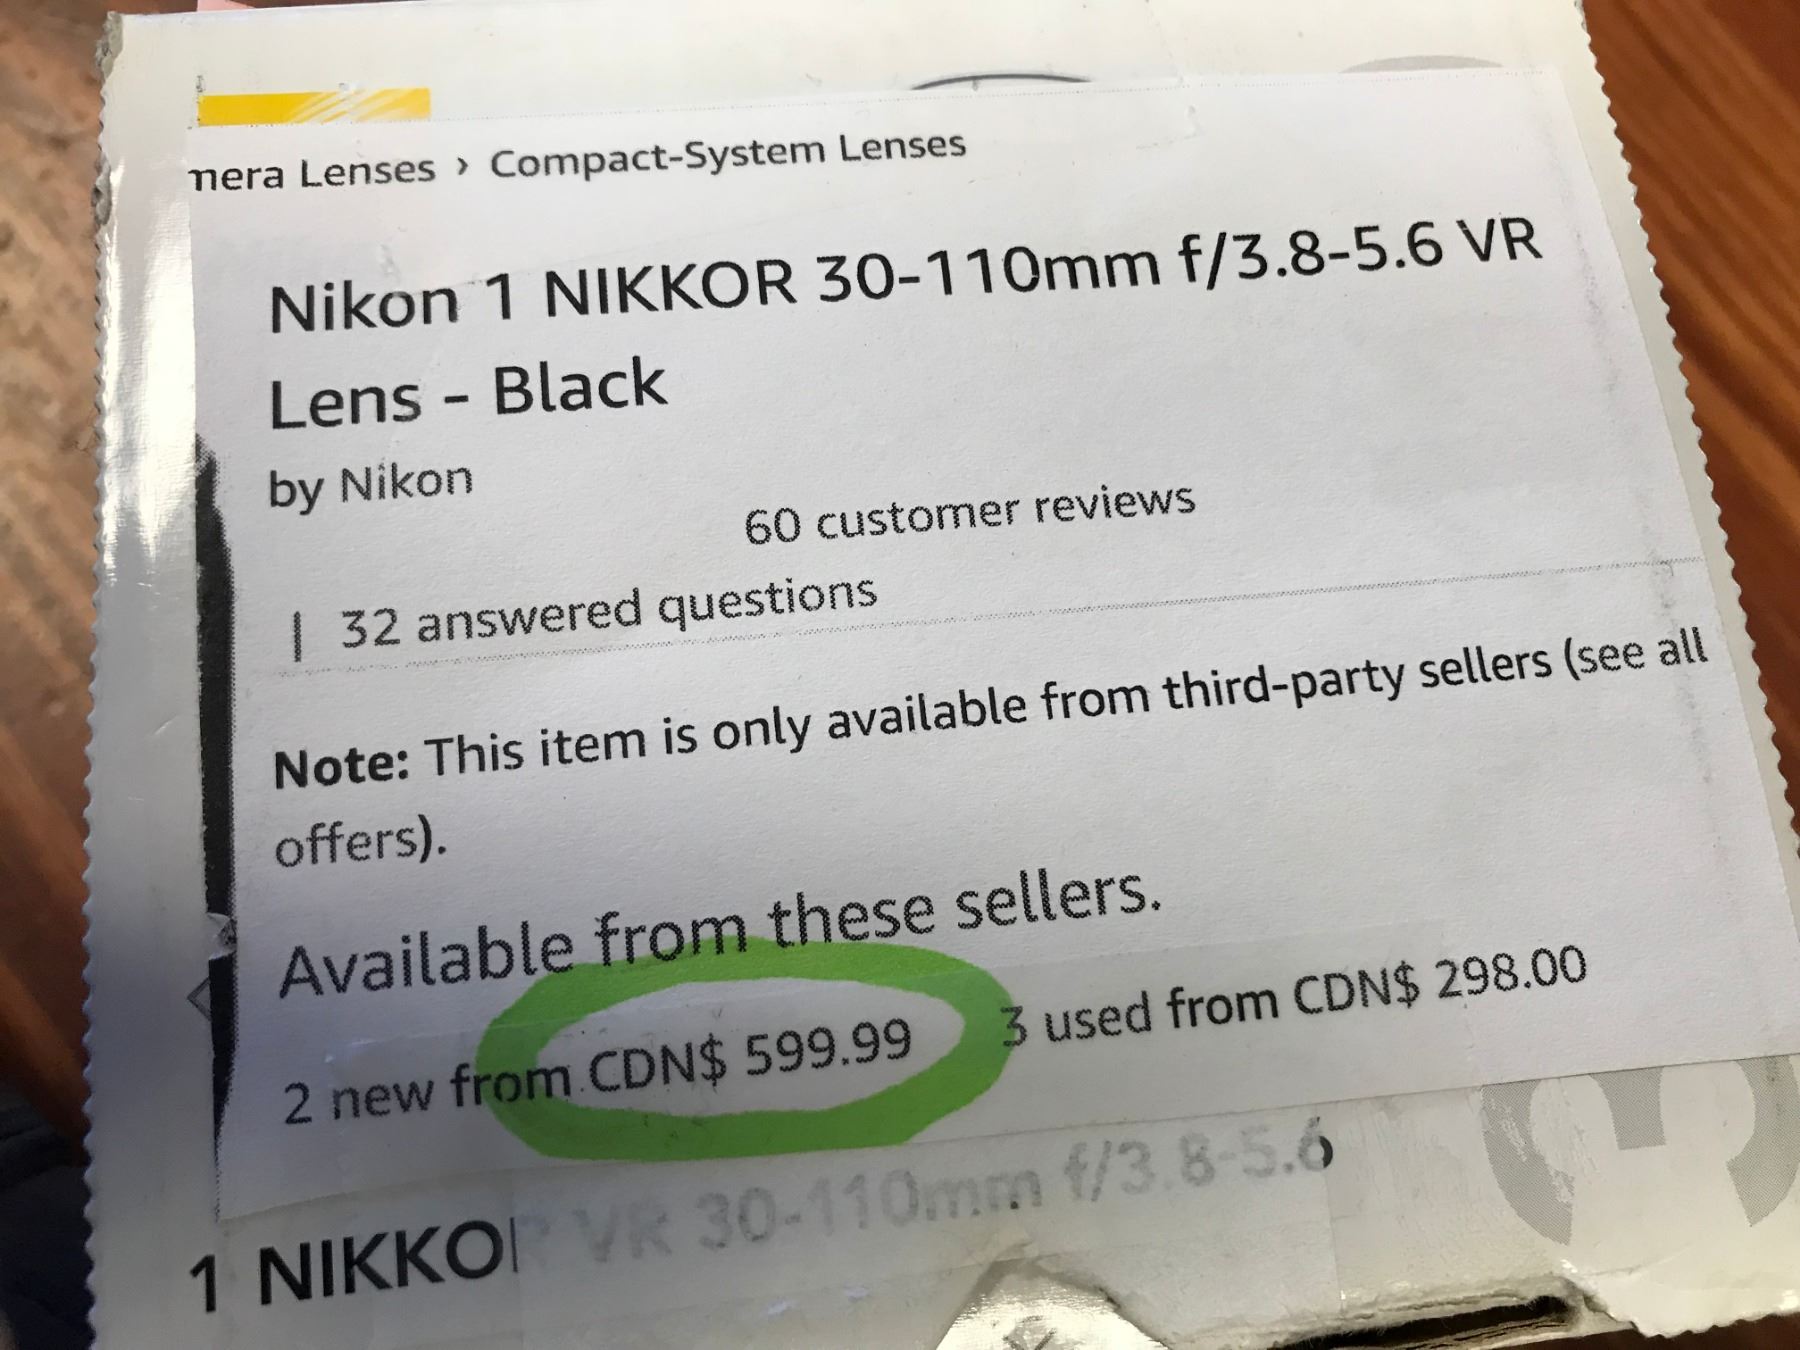 mera Lenses › Compact-System Lenses
Nikon 1 NIKKOR 30-110mm f/3.8-5.6 VR
Lens - Black
by Nikon
60 customer reviews
| 32 answered questions
Note: This item is only available from third-party sellers (see all
offers).
Available from these sellers.
2 new from CDN$ 599.99 3 used from CDN$ 298.00
1 NIKKOR VR 30-110mm f/3.8-5.6